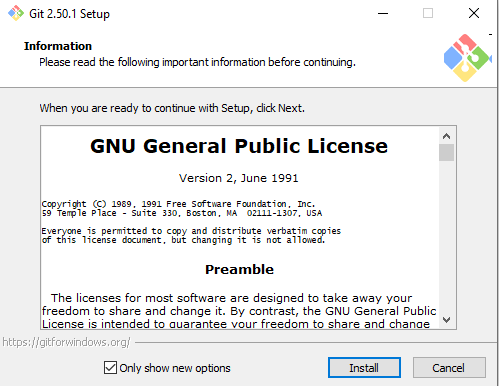 Git 2.50.1 Setup
Information
Please read the following important information before continuing.
When you are ready to continue with Setup, click Next.
GNU General Public License
Version 2, June 1991
Copyright (C) 1989, 1991 Free Software Foundation, Inc.
59 Temple Place - Suite 330, Boston, MA  02111-1307, USA
Everyone is permitted to copy and distribute verbatim copies
of this license document, but changing it is not allowed.
Preamble
The licenses for most software are designed to take away your
freedom to share and change it. By contrast, the GNU General Public
License is intended to guarantee your freedom to share and change
https://gitforwindows.org/
Only show new options
Install
Cancel